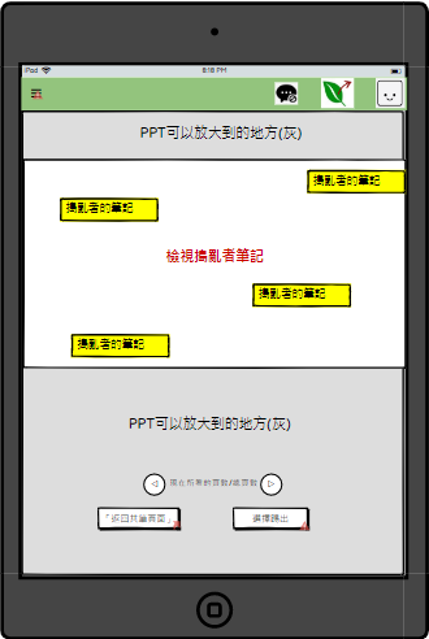 iPad
8:18 PM
PPT可以放大到的地方(灰)
搗亂者的筆記
搗亂者的筆記
檢視搗亂者筆記
搗亂者的筆記
搗亂者的筆記
PPT可以放大到的地方(灰)
現在所看的頁數/總頁數
「返回共筆頁面」
選擇踢出